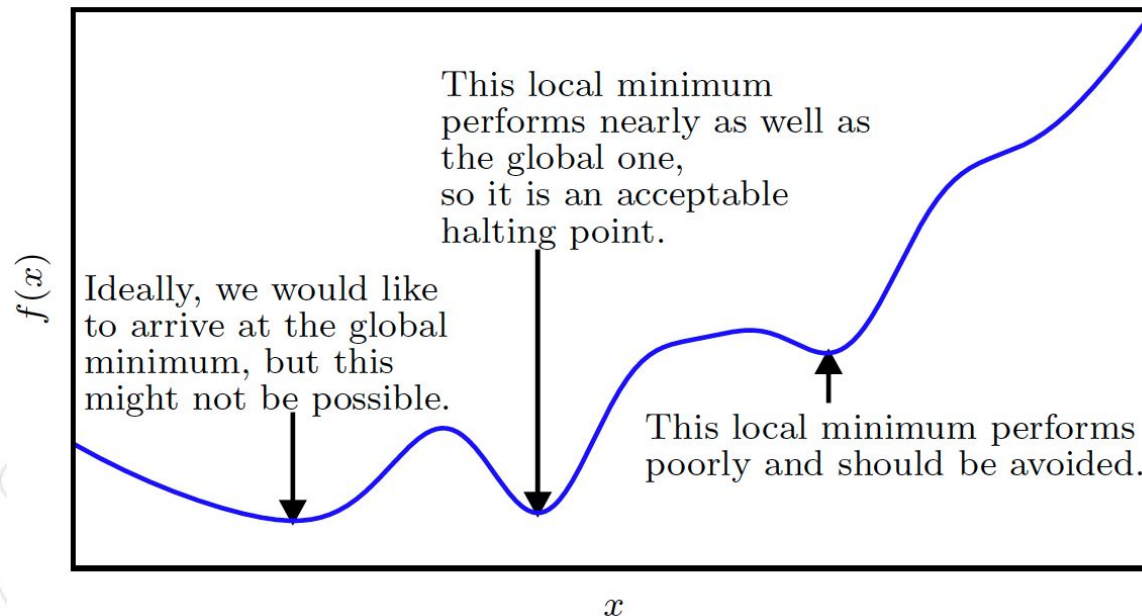 This local minimum
performs nearly as well as
the global one,
so it is an acceptable
halting point.
Ideally, we would like
to arrive at the global
minimum, but this
might not be possible.
This local minimum performs
poorly and should be avoided.
f(x)
x